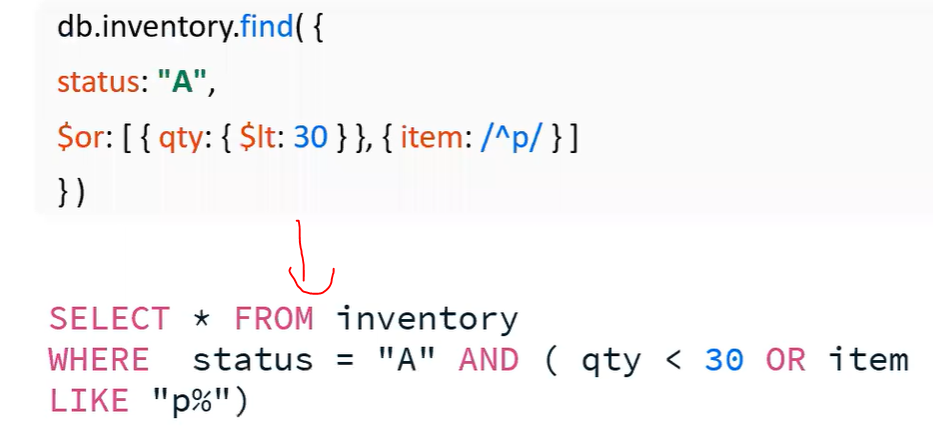 db.inventory.find( {
status: "A",
$or: [ { qty: { $lt: 30 } }, { item: /^p/ } ]
} )
SELECT * FROM inventory
WHERE  status = "A" AND ( qty < 30 OR item
LIKE "p%")